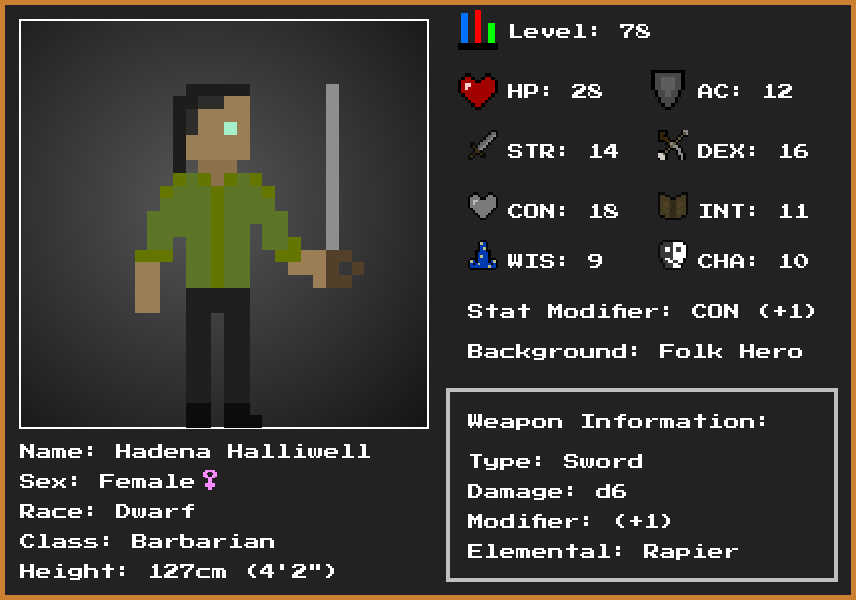 Level: 78
HP: 28
AC: 12
STR: 14
DEX: 16
CON: 18
INT: 11
WIS: 9
CHA: 10
Stat Modifier: CON (+1)
Background: Folk Hero
Weapon Information:
Type: Sword
Damage: d6
Modifier: (+1)
Elemental: Rapier
Name: Hadena Halliwell
Sex: Female♀
Race: Dwarf
Class: Barbarian
Height: 127cm (4'2")